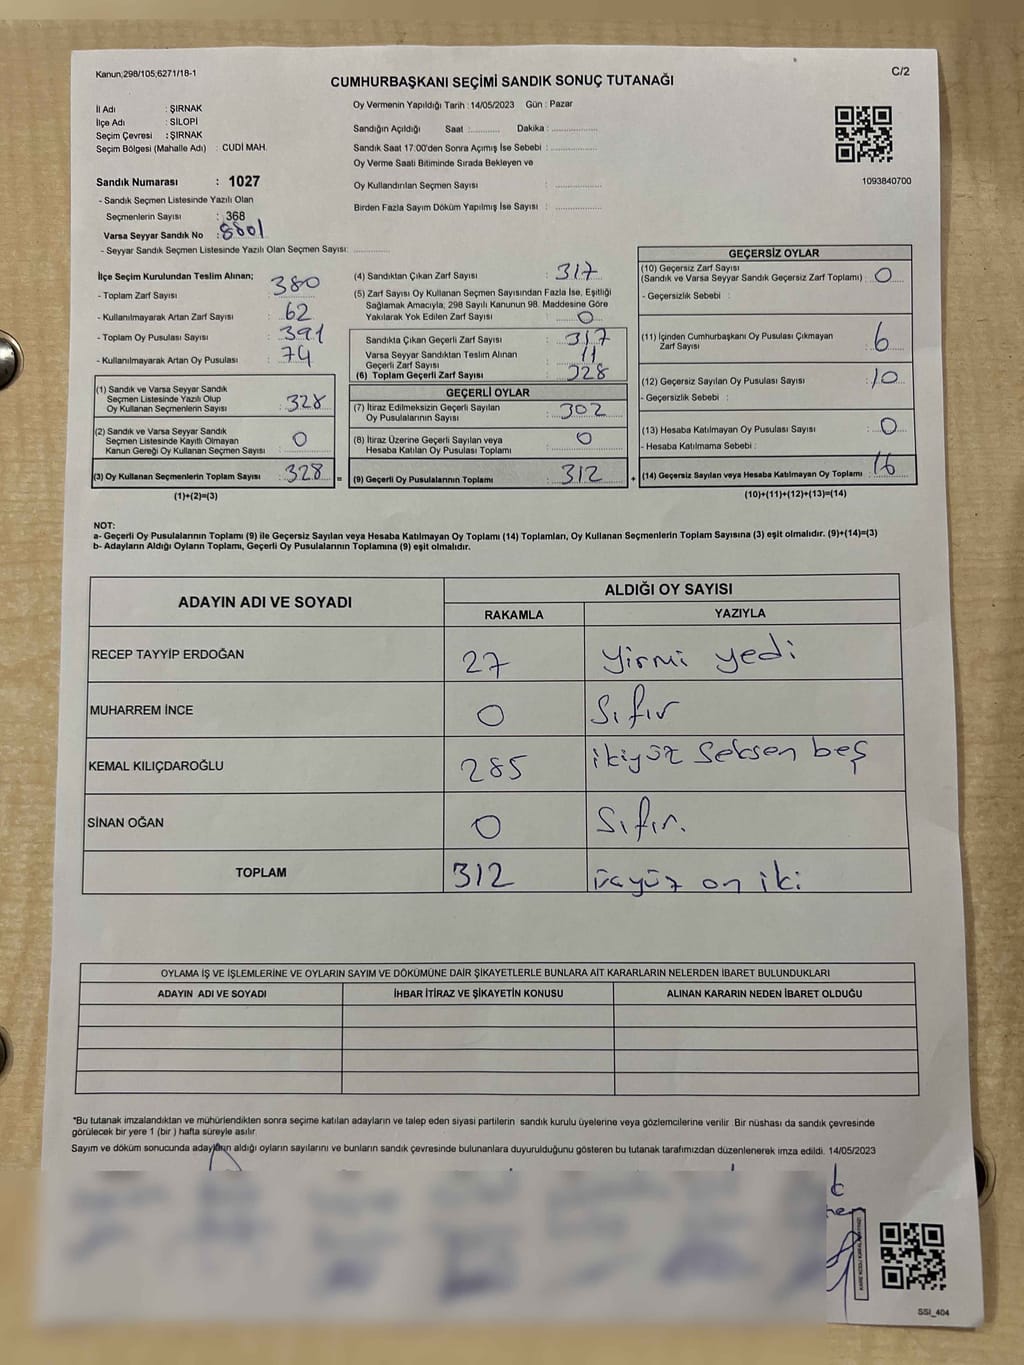 Kanun;298/105;6271/18-1
C/2
CUMHURBAŞKANI SEÇİMİ SANDIK SONUÇ TUTANAĞI
İl Adı : ŞIRNAK
İlçe Adı : SİLOPİ
Seçim Çevresi : ŞIRNAK
Seçim Bölgesi (Mahalle Adı) : CUDİ MAH.
Sandık Numarası : 1027
- Sandık Seçmen Listesinde Yazılı Olan
Seçmenlerin Sayısı : 368
Varsa Seyyar Sandık No : 8801
- Seyyar Sandık Seçmen Listesinde Yazılı Olan Seçmen Sayısı: ............
Oy Vermenin Yapıldığı Tarih : 14/05/2023 Gün : Pazar
Sandığın Açıldığı Saat :.......... Dakika : ..................
Sandık Saat 17:00'den Sonra Açımış İse Sebebi : ..................
Oy Verme Saati Bitiminde Sırada Bekleyen ve
Oy Kullandırılan Seçmen Sayısı : ..................
Birden Fazla Sayım Döküm Yapılmış İse Sayısı : ..................
1093840700
İlçe Seçim Kurulundan Teslim Alınan;
- Toplam Zarf Sayısı : 380
- Kullanılmayarak Artan Zarf Sayısı : 62
- Toplam Oy Pusulası Sayısı : 391
- Kullanılmayarak Artan Oy Pusulası : 74
(1) Sandık ve Varsa Seyyar Sandık
Seçmen Listesinde Yazılı Olup
Oy Kullanan Seçmenlerin Sayısı : 328
(2) Sandık ve Varsa Seyyar Sandık
Seçmen Listesinde Kayıtlı Olmayan
Kanun Gereği Oy Kullanan Seçmen Sayısı : 0
(3) Oy Kullanan Seçmenlerin Toplam Sayısı : 328
(1)+(2)=(3)
(4) Sandıktan Çıkan Zarf Sayısı : 317
(5) Zarf Sayısı Oy Kullanan Seçmen Sayısından Fazla İse, Eşitliği
Sağlamak Amacıyla; 298 Sayılı Kanunun 98. Maddesine Göre
Yakılarak Yok Edilen Zarf Sayısı : 0
Sandıkta Çıkan Geçerli Zarf Sayısı : 317
Varsa Seyyar Sandıktan Teslim Alınan
Geçerli Zarf Sayısı : 11
(6) Toplam Geçerli Zarf Sayısı : 328
GEÇERLİ OYLAR
(7) İtiraz Edilmeksizin Geçerli Sayılan
Oy Pusulalarının Sayısı : 302
(8) İtiraz Üzerine Geçerli Sayılan veya
Hesaba Katılan Oy Pusulası Toplamı : 0
= (9) Geçerli Oy Pusulalarının Toplamı : 312
GEÇERSİZ OYLAR
(10) Geçersiz Zarf Sayısı
(Sandık ve Varsa Seyyar Sandık Geçersiz Zarf Toplamı) : 0
- Geçersizlik Sebebi :
(11) İçinden Cumhurbaşkanı Oy Pusulası Çıkmayan
Zarf Sayısı : 6
(12) Geçersiz Sayılan Oy Pusulası Sayısı : 10
- Geçersizlik Sebebi :
(13) Hesaba Katılmayan Oy Pusulası Sayısı : 0
- Hesaba Katılmama Sebebi :
+ (14) Geçersiz Sayılan veya Hesaba Katılmayan Oy Toplamı : 16
(10)+(11)+(12)+(13)=(14)
NOT:
a- Geçerli Oy Pusulalarının Toplamı (9) ile Geçersiz Sayılan veya Hesaba Katılmayan Oy Toplamı (14) Toplamları, Oy Kullanan Seçmenlerin Toplam Sayısına (3) eşit olmalıdır. (9)+(14)=(3)
b- Adayların Aldığı Oyların Toplamı, Geçerli Oy Pusulalarının Toplamına (9) eşit olmalıdır.
ADAYIN ADI VE SOYADI ALDIĞI OY SAYISI
RAKAMLA YAZIYLA
RECEP TAYYİP ERDOĞAN 27 Yirmi yedi
MUHARREM İNCE 0 Sıfır
KEMAL KILIÇDAROĞLU 285 ikiyüz Seksen beş
SİNAN OĞAN 0 Sıfır.
TOPLAM 312 üçyüz on iki
OYLAMA İŞ VE İŞLEMLERİNE VE OYLARIN SAYIM VE DÖKÜMÜNE DAİR ŞİKAYETLERLE BUNLARA AİT KARARLARIN NELERDEN İBARET BULUNDUKLARI
ADAYIN ADI VE SOYADI İHBAR İTİRAZ VE ŞİKAYETİN KONUSU ALINAN KARARIN NEDEN İBARET OLDUĞU
*Bu tutanak imzalandıktan ve mühürlendikten sonra seçime katılan adayların ve talep eden siyasi partilerin sandık kurulu üyelerine veya gözlemcilerine verilir. Bir nüshası da sandık çevresinde
görülecek bir yere 1 (bir ) hafta süreyle asılır.
Sayım ve döküm sonucunda adayların aldığı oyların sayılarını ve bunların sandık çevresinde bulunanlara duyurulduğunu gösteren bu tutanak tarafımızdan düzenlenerek imza edildi. 14/05/2023
SSI_404